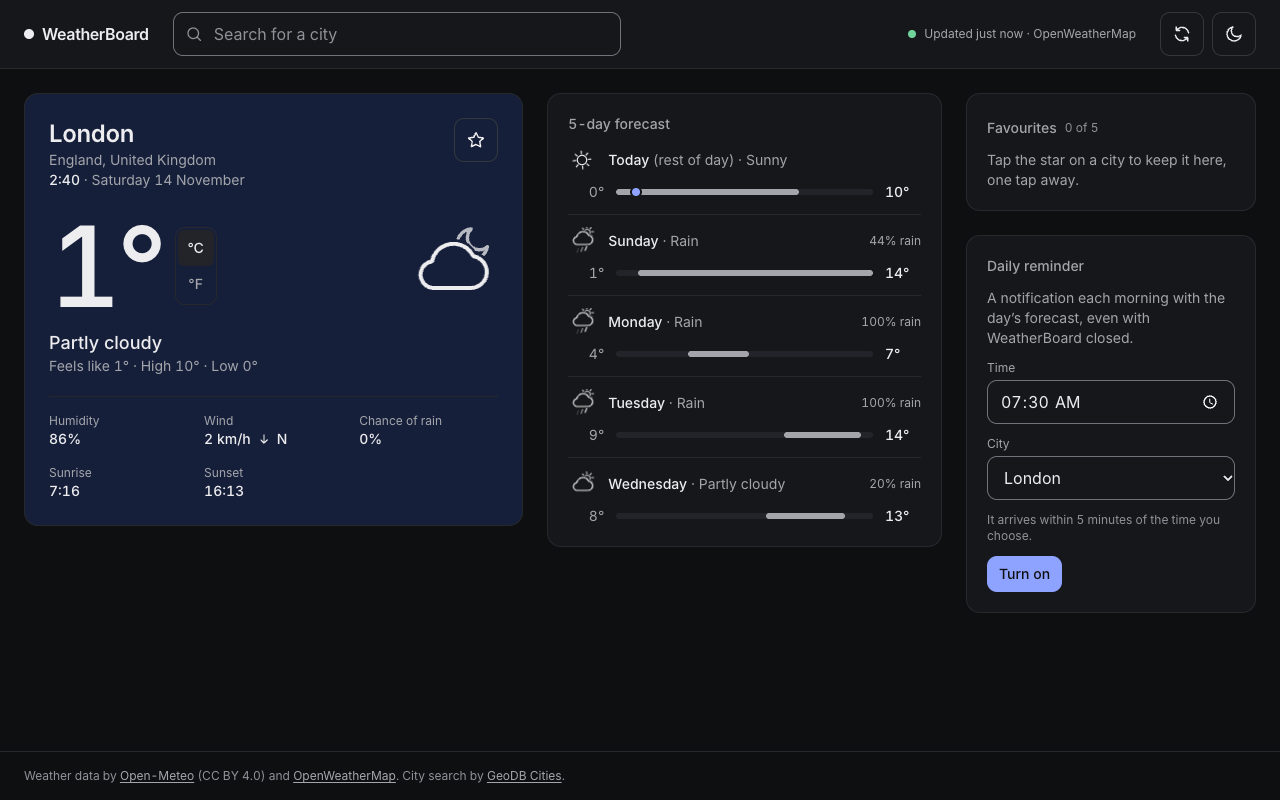 WeatherBoard
Search for a city
Updated just now · OpenWeatherMap
London
England, United Kingdom
2:40 · Saturday 14 November
1°
°C
°F
Partly cloudy
Feels like 1° · High 10° · Low 0°
Humidity
86%
Wind
2 km/h ↓ N
Chance of rain
0%
Sunrise
7:16
Sunset
16:13
5-day forecast
Today (rest of day) · Sunny
0° 10°
Sunday · Rain 44% rain
1° 14°
Monday · Rain 100% rain
4° 7°
Tuesday · Rain 100% rain
9° 14°
Wednesday · Partly cloudy 20% rain
8° 13°
Favourites 0 of 5
Tap the star on a city to keep it here,
one tap away.
Daily reminder
A notification each morning with the
day’s forecast, even with
WeatherBoard closed.
Time
07:30 AM
City
London
It arrives within 5 minutes of the time you
choose.
Turn on
Weather data by Open-Meteo (CC BY 4.0) and OpenWeatherMap. City search by GeoDB Cities.